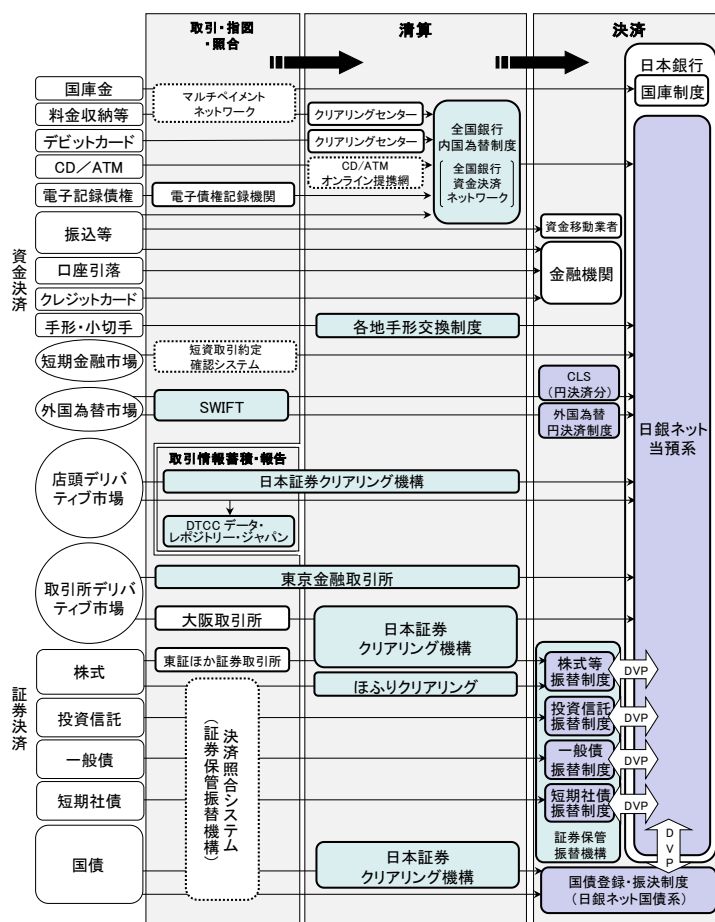 取引・指図
・照合
清算
決済
日本銀行
国庫金
マルチペイメント
ネットワーク
国庫制度
料金収納等
クリアリングセンター
デビットカード
クリアリングセンター
全国銀行
内国為替制度
全国銀行
資金決済
ネットワーク
CD/ATM
CD/ATM
オンライン提携網
電子記録債権
電子債権記録機関
振込等
資金移動業者
口座引落
金融機関
クレジットカード
手形・小切手
各地手形交換制度
資金決済
短期金融市場
短資取引約定
確認システム
外国為替市場
SWIFT
CLS
(円決済分)
外国為替
円決済制度
日銀ネット
当預系
店頭デリバ
ティブ市場
取引情報蓄積・報告
日本証券クリアリング機構
DTCC データ・
レポジトリー・ジャパン
取引所デリバ
ティブ市場
東京金融取引所
大阪取引所
日本証券
クリアリング機構
株式
東証ほか証券取引所
ほふりクリアリング
株式等
振替制度
DVP
証券決済
投資信託
投資信託
振替制度
DVP
一般債
一般債
振替制度
DVP
短期社債
短期社債
振替制度
DVP
決済照合システム
(証券保管振替機構)
証券保管
振替機構
DVP
国債
日本証券
クリアリング機構
国債登録・振決制度
(日銀ネット国債系)